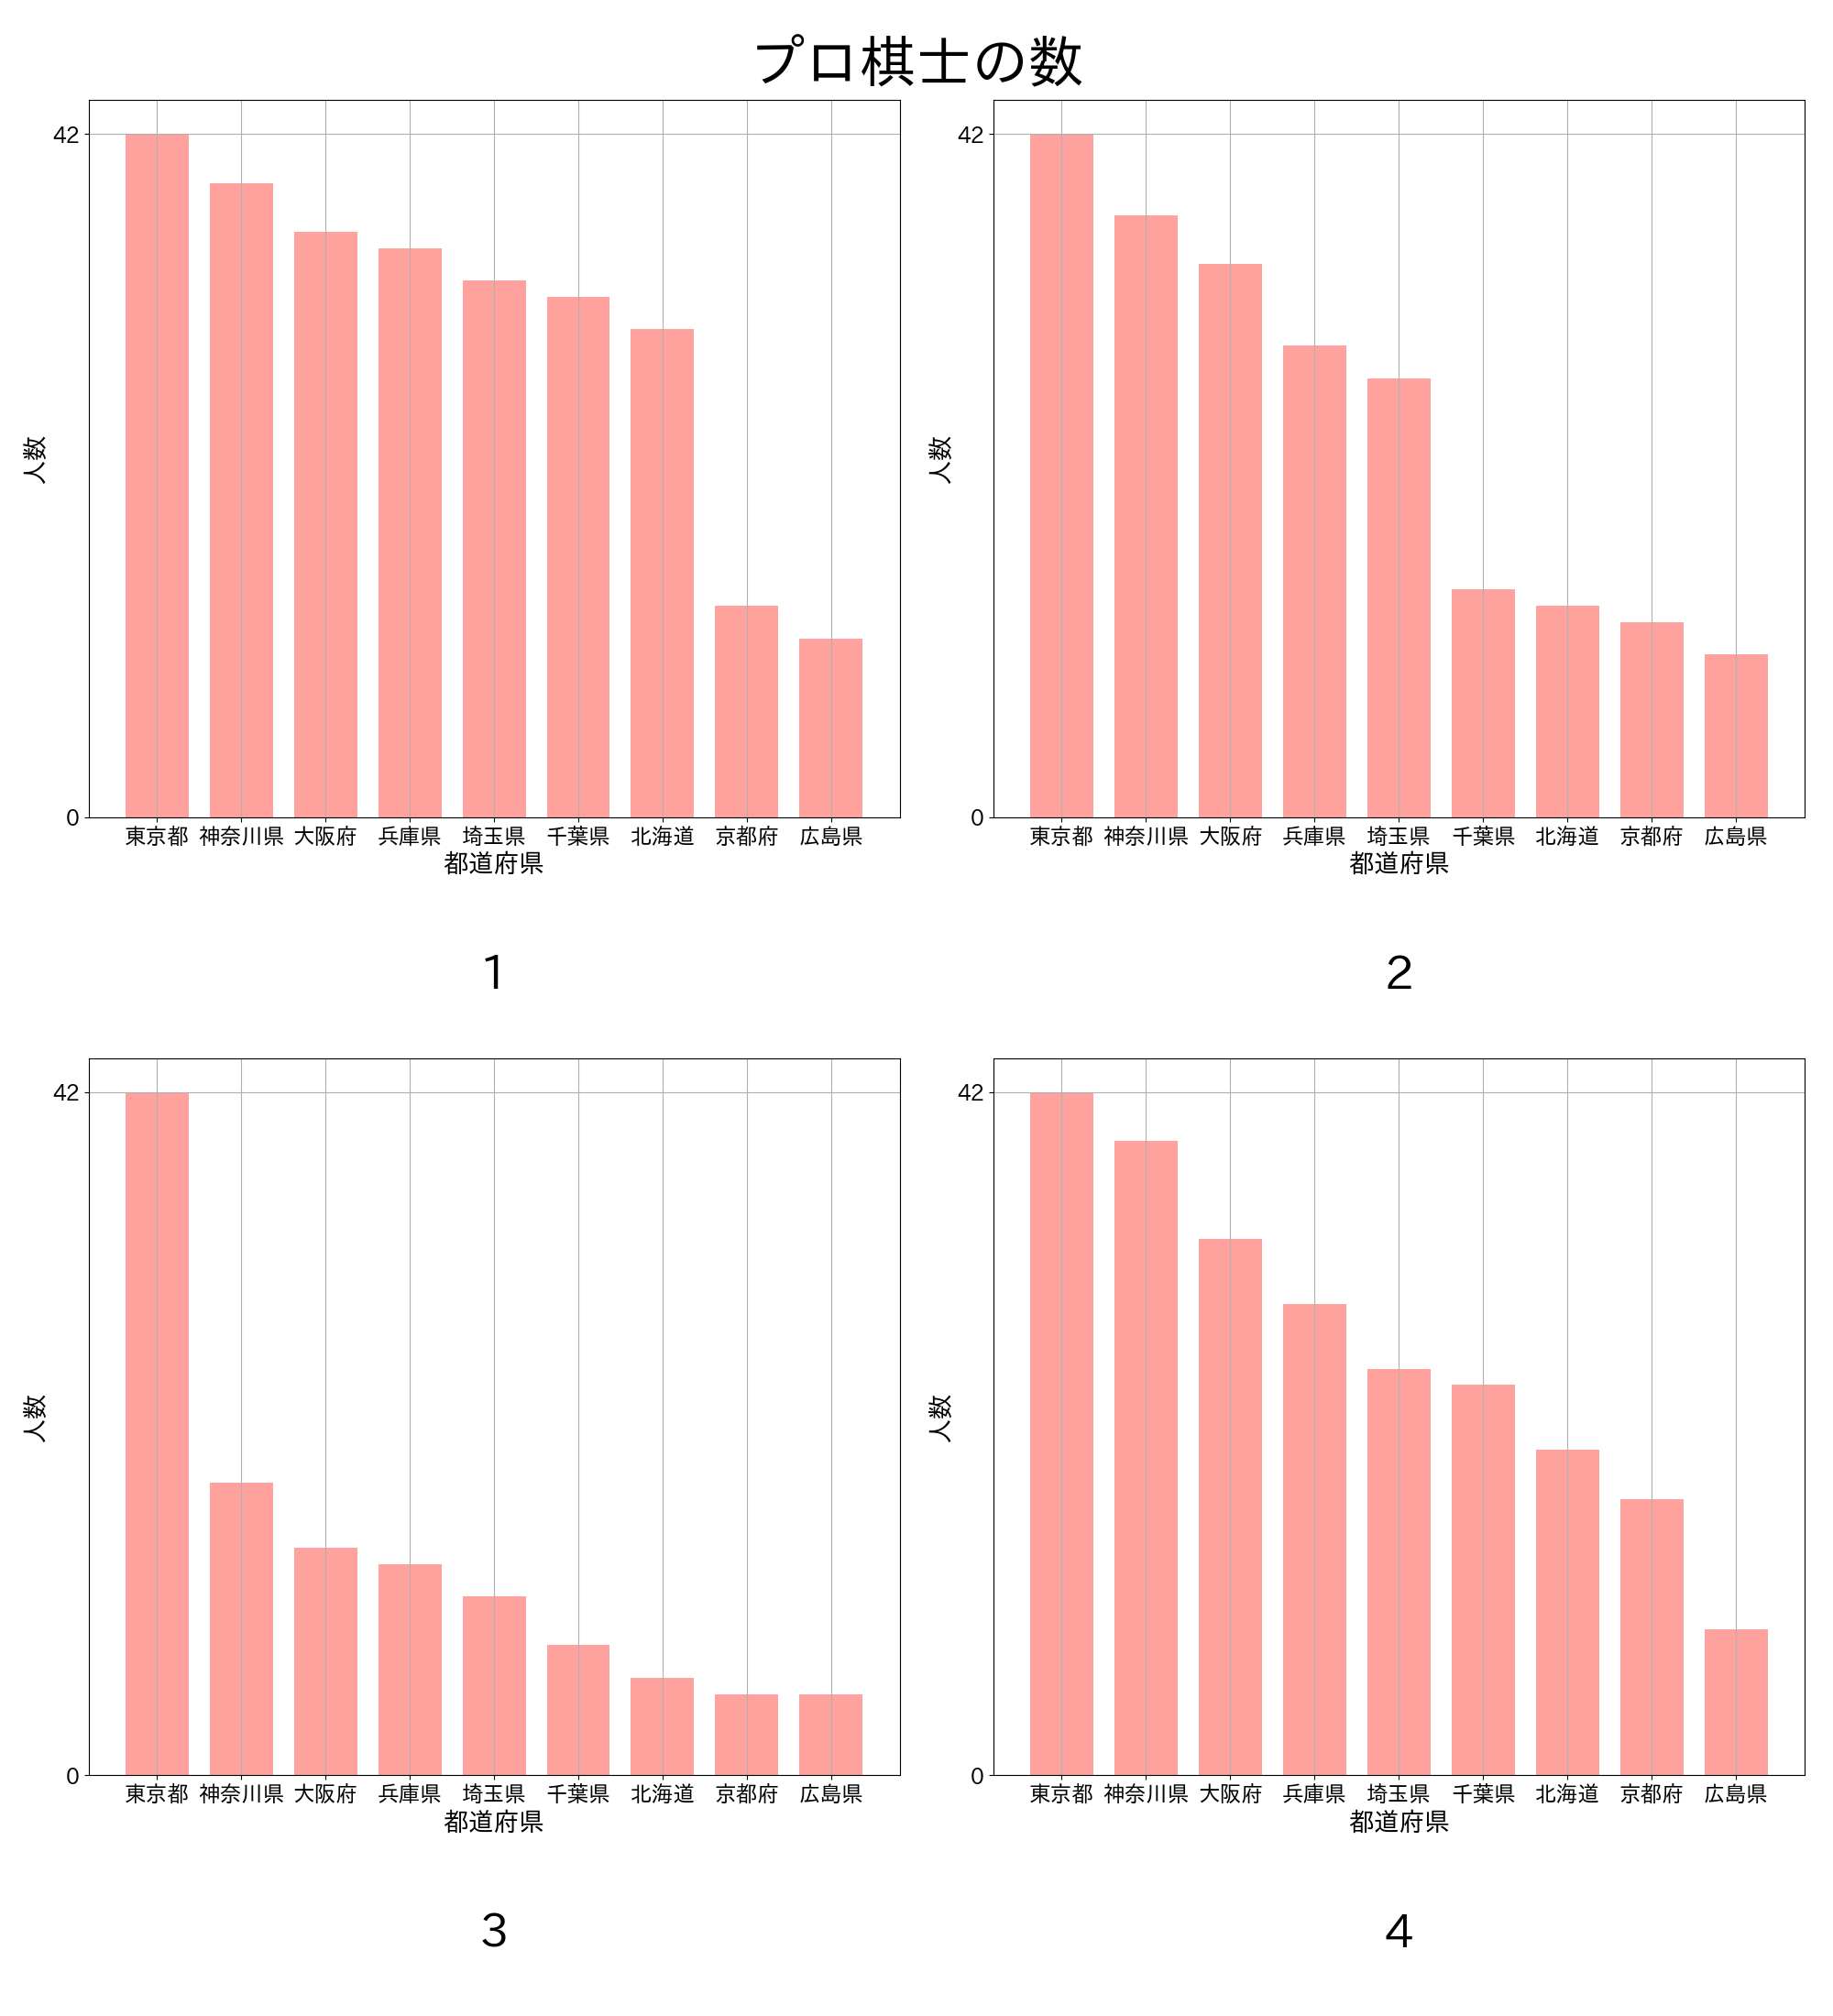 プロ棋士の数
42
人数
0
東京都 神奈川県 大阪府 兵庫県 埼玉県 千葉県 北海道 京都府 広島県
都道府県
1
42
人数
0
東京都 神奈川県 大阪府 兵庫県 埼玉県 千葉県 北海道 京都府 広島県
都道府県
2
42
人数
0
東京都 神奈川県 大阪府 兵庫県 埼玉県 千葉県 北海道 京都府 広島県
都道府県
3
42
人数
0
東京都 神奈川県 大阪府 兵庫県 埼玉県 千葉県 北海道 京都府 広島県
都道府県
4